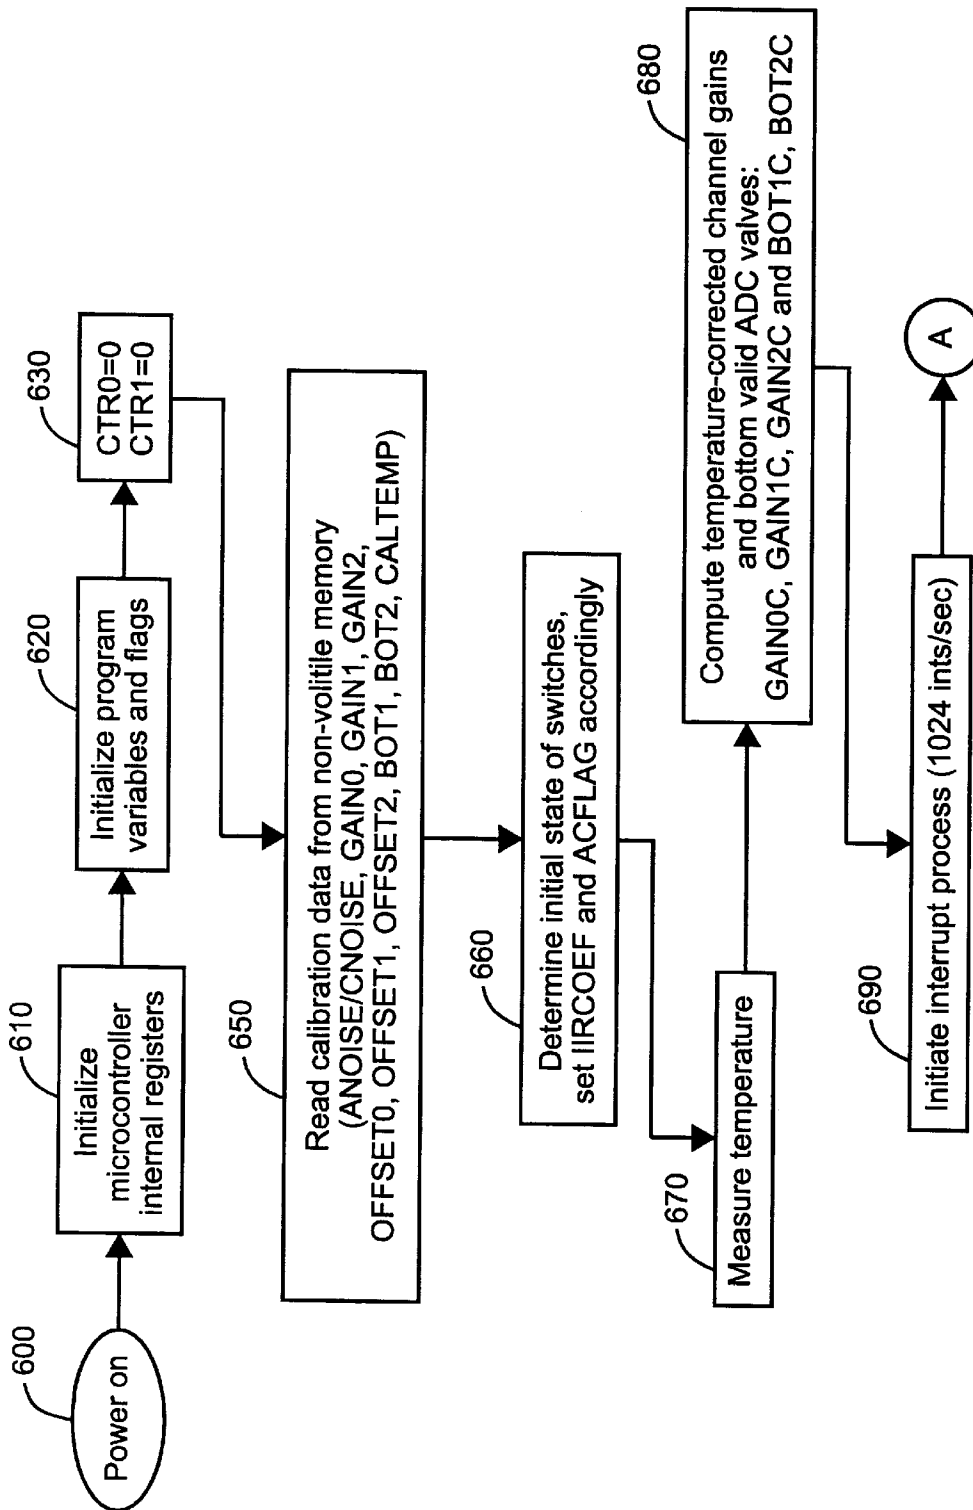 600
Power on
610
Initialize
microcontroller
internal registers
620
Initialize program
variables and flags
630
CTR0=0
CTR1=0
650
Read calibration data from non-volitile memory
(ANOISE/CNOISE, GAIN0, GAIN1, GAIN2,
OFFSET0, OFFSET1, OFFSET2, BOT1, BOT2, CALTEMP)
660
Determine initial state of switches,
set IIRCOEF and ACFLAG accordingly
670
Measure temperature
680
Compute temperature-corrected channel gains
and bottom valid ADC valves:
GAIN0C, GAIN1C, GAIN2C and BOT1C, BOT2C
690
Initiate interrupt process (1024 ints/sec)
A